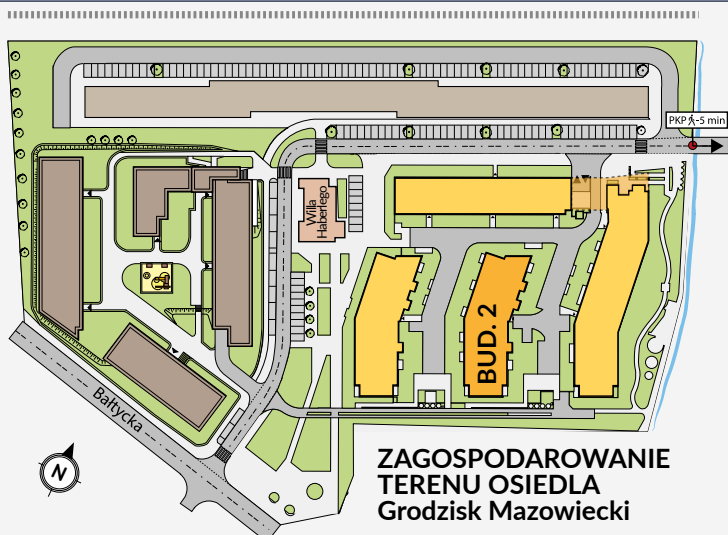 PKP -5 min
Willa
Haberlego
BUD. 2
Bałtycka
N
ZAGOSPODAROWANIE
TERENU OSIEDLA
Grodzisk Mazowiecki